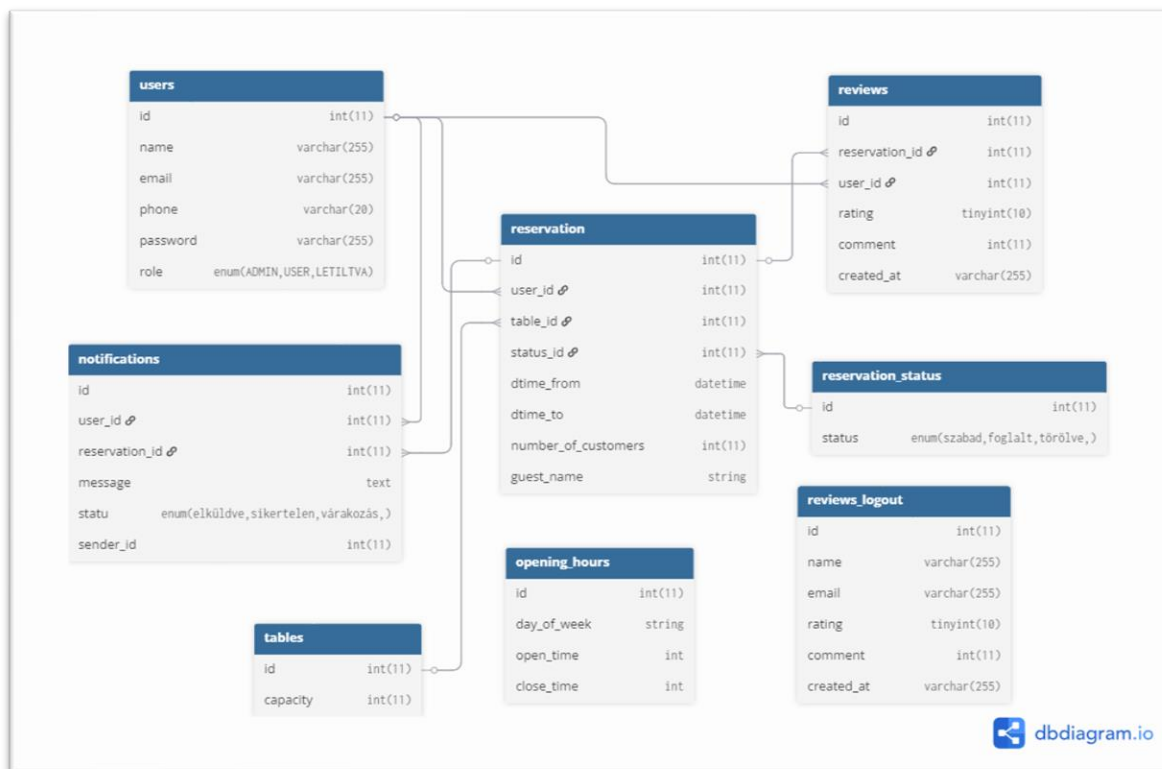 users
id int(11)
name varchar(255)
email varchar(255)
phone varchar(20)
password varchar(255)
role enum(ADMIN,USER,LETILTVA)
reviews
id int(11)
reservation_id int(11)
user_id int(11)
rating tinyint(10)
comment int(11)
created_at varchar(255)
reservation
id int(11)
user_id int(11)
table_id int(11)
status_id int(11)
dtime_from datetime
dtime_to datetime
number_of_customers int(11)
guest_name string
notifications
id int(11)
user_id int(11)
reservation_id int(11)
message text
statu enum(elküldve,sikertelen,várakozás,)
sender_id int(11)
reservation_status
id int(11)
status enum(szabad,foglalt,törölve,)
reviews_logout
id int(11)
name varchar(255)
email varchar(255)
rating tinyint(10)
comment int(11)
created_at varchar(255)
opening_hours
id int(11)
day_of_week string
open_time int
close_time int
tables
id int(11)
capacity int(11)
dbdiagram.io